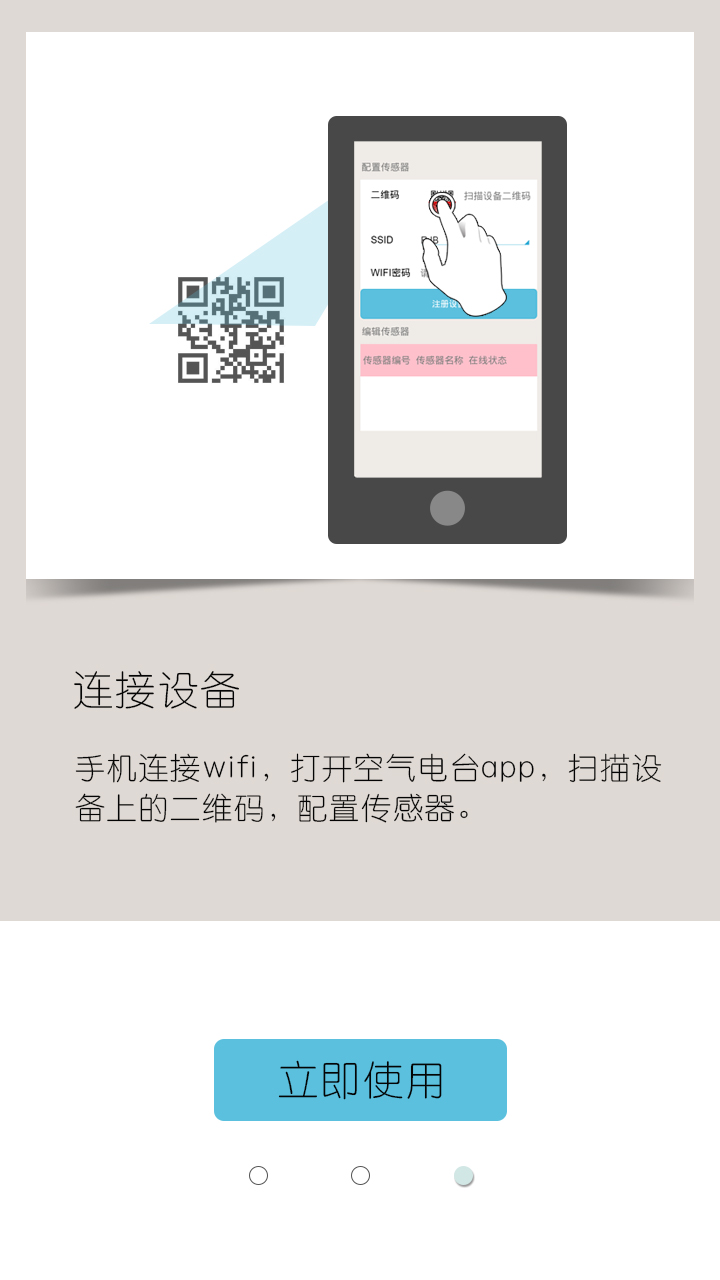 配置传感器
二维码 扫描设备二维码
SSID
WIFI密码
注册设
编辑传感器
传感器编号 传感器名称 在线状态
连接设备
手机连接wifi，打开空气电台app，扫描设
备上的二维码，配置传感器。
立即使用